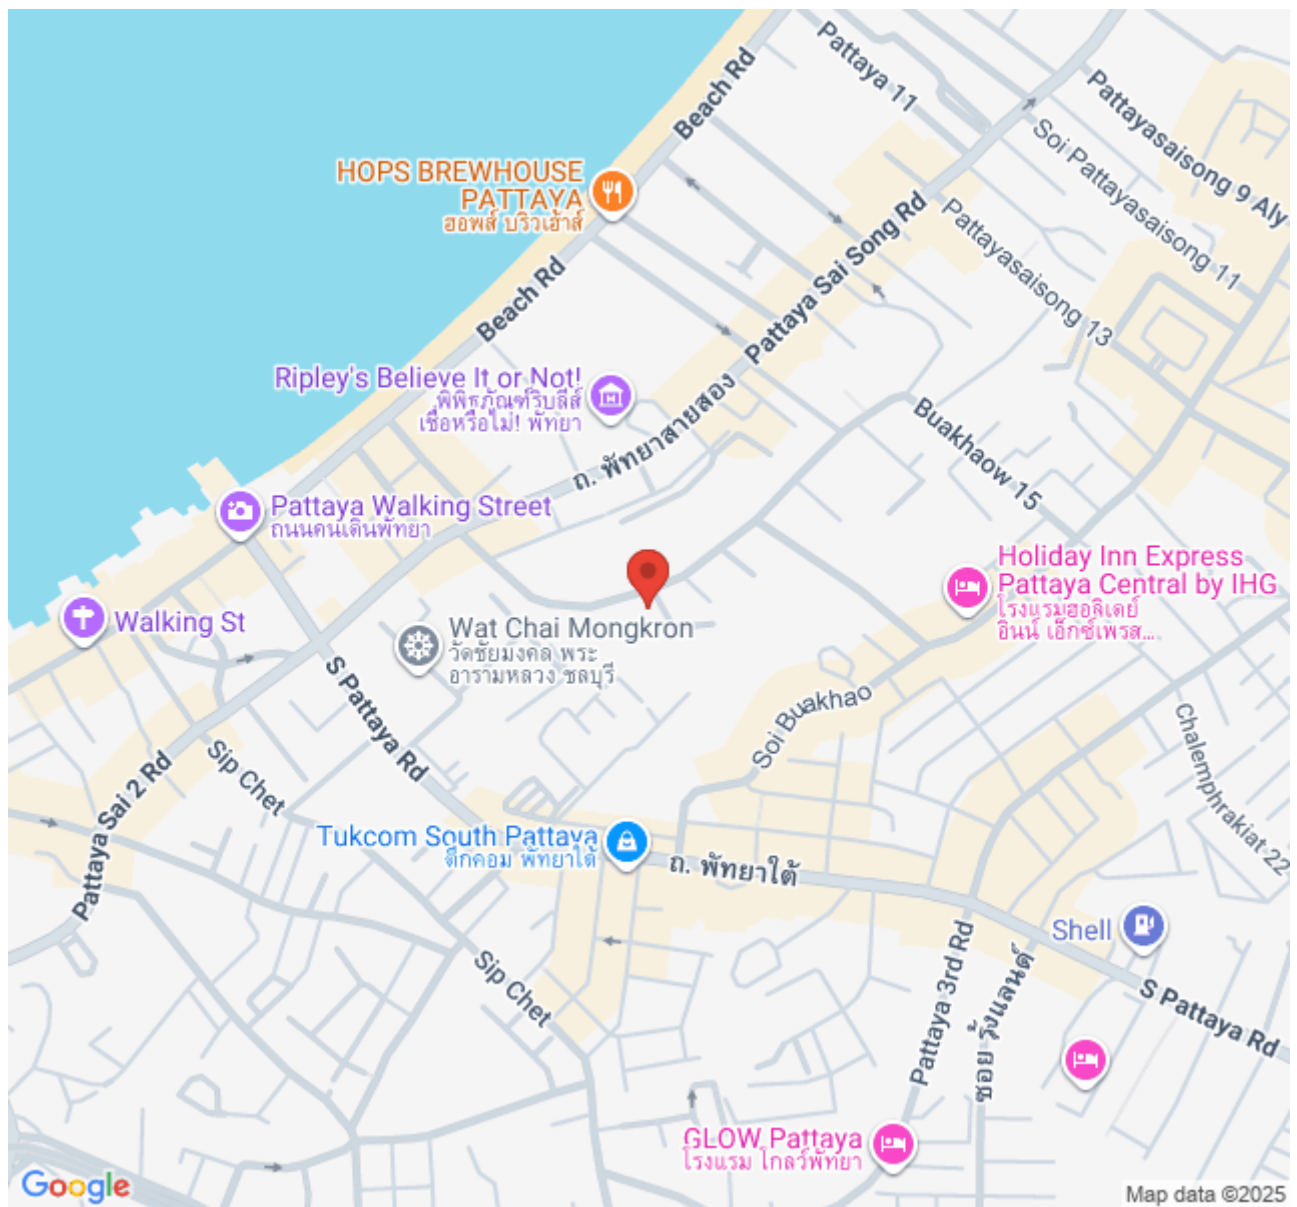 Pattaya 11
Beach Rd
Pattayasaisong 9 Aly
Soi Pattayasaisong 11
HOPS BREWHOUSE
PATTAYA
ฮอพส์ บริวเฮ้าส์
Pattaya Sai Song Rd
Pattayasaisong 13
Beach Rd
Ripley's Believe It or Not!
พิพิธภัณฑ์ริบลีส์
เชื่อหรือไม่! พัทยา
ถ. พัทยาสายสอง
Buakhaow 15
Pattaya Walking Street
ถนนคนเดินพัทยา
Holiday Inn Express
Pattaya Central by IHG
โรงแรมฮอลิเดย์
อินน์ เอ็กซ์เพรส...
Walking St
Wat Chai Mongkron
วัดชัยมงคล พระ
อารามหลวง ชลบุรี
S Pattaya Rd
Soi Buakhao
Chalemphrakiat 22
Sip Chet
Pattaya Sai 2 Rd
Tukcom South Pattaya
ตึกคอม พัทยาใต้
ถ. พัทยาใต้
Shell
Sip Chet
Pattaya 3rd Rd
ซอย รุ้งแลนด์
S Pattaya Rd
GLOW Pattaya
โรงแรม โกลว์พัทยา
Google
Map data ©2025